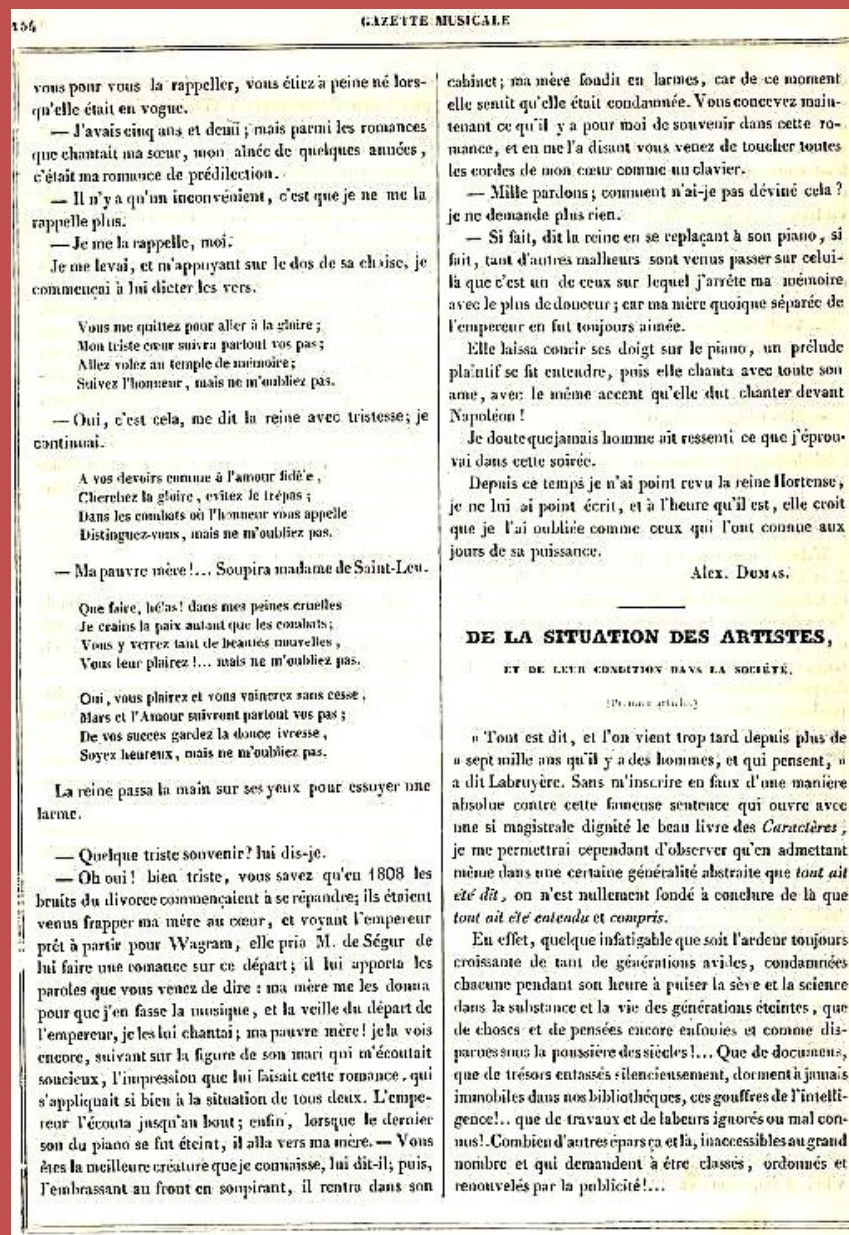 154
GAZETTE MUSICALE
vous pour vous la rappeller, vous étiez à peine né lors-
qu'elle était en vogue.
— J'avais cinq ans et demi; mais parmi les romances
que chantait ma sœur, mon aînée de quelques années,
c'était ma romance de prédilection.
— Il n'y a qu'un inconvénient, c'est que je ne me la
rappelle plus.
— Je me la rappelle, moi.
Je me levai, et m'appuyant sur le dos de sa chaise, je
commençai à lui dicter les vers.
Vous me quittez pour aller à la gloire;
Mon triste cœur suivra partout vos pas;
Allez volez au temple de mémoire;
Suivez l'honneur, mais ne m'oubliez pas.
— Oui, c'est cela, me dit la reine avec tristesse; je
continuai.
A vos devoirs comme à l'amour fidèle,
Cherchez la gloire, evitez le trépas;
Dans les combats où l'honneur vous appelle
Distinguez-vous, mais ne m'oubliez pas.
— Ma pauvre mère!... Soupira madame de Saint-Leu.
Que faire, hélas! dans mes peines cruelles
Je crains la paix autant que les combats;
Vous y verrez tant de beautés nouvelles,
Vous leur plairez!... mais ne m'oubliez pas.
Oui, vous plairez et vous vaincrez sans cesse,
Mars et l'Amour suivront partout vos pas;
De vos succès gardez la douce ivresse,
Soyez heureux, mais ne m'oubliez pas.
La reine passa la main sur ses yeux pour essuyer une
larme.
— Quelque triste souvenir? lui dis-je.
— Oh oui! bien triste, vous savez qu'en 1808 les
bruits du divorce commençaient à se répandre; ils étoient
venus frapper ma mère au cœur, et voyant l'empereur
prêt à partir pour Wagram, elle pria M. de Ségur de
lui faire une romance sur ce départ; il lui apporta les
paroles que vous venez de dire : ma mère me les donna
pour que j'en fasse la musique, et la veille du départ de
l'empereur, je les lui chantai; ma pauvre mère! je la vois
encore, suivant sur la figure de son mari qui m'écoutait
soucieux, l'impression que lui faisait cette romance, qui
s'appliquait si bien à la situation de tous deux. L'empe-
reur l'écouta jusqu'au bout; enfin, lorsque le dernier
son du piano se fut éteint, il alla vers ma mère. — Vous
êtes la meilleure créature que je connaisse, lui dit-il; puis,
l'embrassant au front en soupirant, il rentra dans son
cabinet; ma mère fondit en larmes, car de ce moment
elle sentit qu'elle était condamnée. Vous concevez main-
tenant ce qu'il y a pour moi de souvenir dans cette ro-
mance, et en me l'a disant vous venez de toucher toutes
les cordes de mon cœur comme un clavier.
— Mille pardons; comment n'ai-je pas déviné cela?
je ne demande plus rien.
— Si fait, dit la reine en se replaçant à son piano, si
fait, tant d'autres malheurs sont venus passer sur celui-
là que c'est un de ceux sur lequel j'arrête ma mémoire
avec le plus de douceur; car ma mère quoique séparée de
l'empereur en fut toujours aimée.
Elle laissa courir ses doigt sur le piano, un prélude
plaintif se fit entendre, puis elle chanta avec toute son
ame, avec le même accent qu'elle dut chanter devant
Napoléon!
Je doute que jamais homme ait ressenti ce que j'éprou-
vai dans cette soirée.
Depuis ce temps je n'ai point revu la reine Hortense,
je ne lui ai point écrit, et à l'heure qu'il est, elle croit
que je l'ai oubliée comme ceux qui l'ont connue aux
jours de sa puissance.
Alex. DUMAS.
DE LA SITUATION DES ARTISTES,
ET DE LEUR CONDITION DANS LA SOCIÉTÉ.
(Premier article.)
« Tout est dit, et l'on vient trop tard depuis plus de
« sept mille ans qu'il y a des hommes, et qui pensent, »
a dit Labruyère. Sans m'inscrire en faux d'une manière
absolue contre cette fameuse sentence qui ouvre avec
une si magistrale dignité le beau livre des Caractères,
je me permettrai cependant d'observer qu'en admettant
même dans une certaine généralité abstraite que tout ait
été dit, on n'est nullement fondé à conclure de là que
tout ait été entendu et compris.
En effet, quelque infatigable que soit l'ardeur toujours
croissante de tant de générations avides, condamnées
chacune pendant son heure à puiser la sève et la science
dans la substance et la vie des générations éteintes, que
de choses et de pensées encore enfouies et comme dis-
parues sous la poussière des siècles!... Que de documens,
que de trésors entassés silencieusement, dorment à jamais
immobiles dans nos bibliothèques, ces gouffres de l'intelli-
gence!.. que de travaux et de labeurs ignorés ou mal con-
nus!. Combien d'autres épars ça et là, inaccessibles au grand
nombre et qui demandent à être classés, ordonnés et
renouvelés par la publicité!...